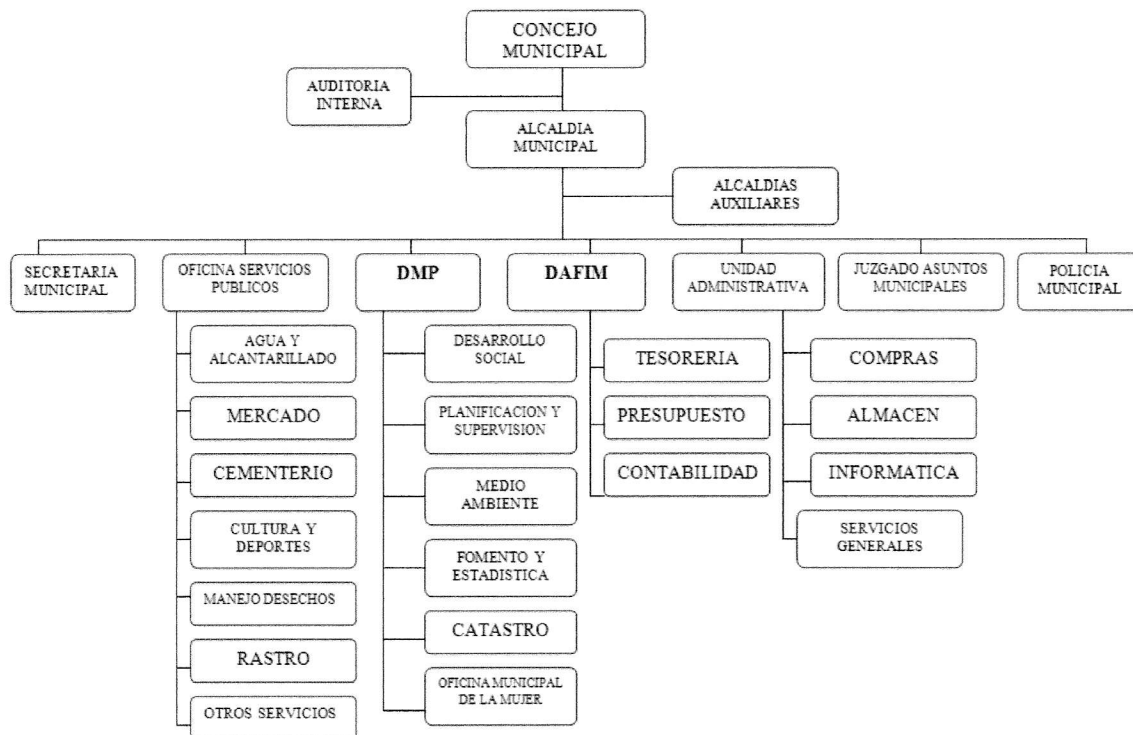 CONCEJO
MUNICIPAL
AUDITORIA
INTERNA
ALCALDIA
MUNICIPAL
ALCALDIAS
AUXILIARES
SECRETARIA
MUNICIPAL
OFICINA SERVICIOS
PUBLICOS
DMP
DAFIM
UNIDAD
ADMINISTRATIVA
JUZGADO ASUNTOS
MUNICIPALES
POLICIA
MUNICIPAL
AGUA Y
ALCANTARILLADO
MERCADO
CEMENTERIO
CULTURA Y
DEPORTES
MANEJO DESECHOS
RASTRO
OTROS SERVICIOS
DESARROLLO
SOCIAL
PLANIFICACION Y
SUPERVISION
MEDIO
AMBIENTE
FOMENTO Y
ESTADISTICA
CATASTRO
OFICINA MUNICIPAL
DE LA MUJER
TESORERIA
PRESUPUESTO
CONTABILIDAD
COMPRAS
ALMACEN
INFORMATICA
SERVICIOS
GENERALES